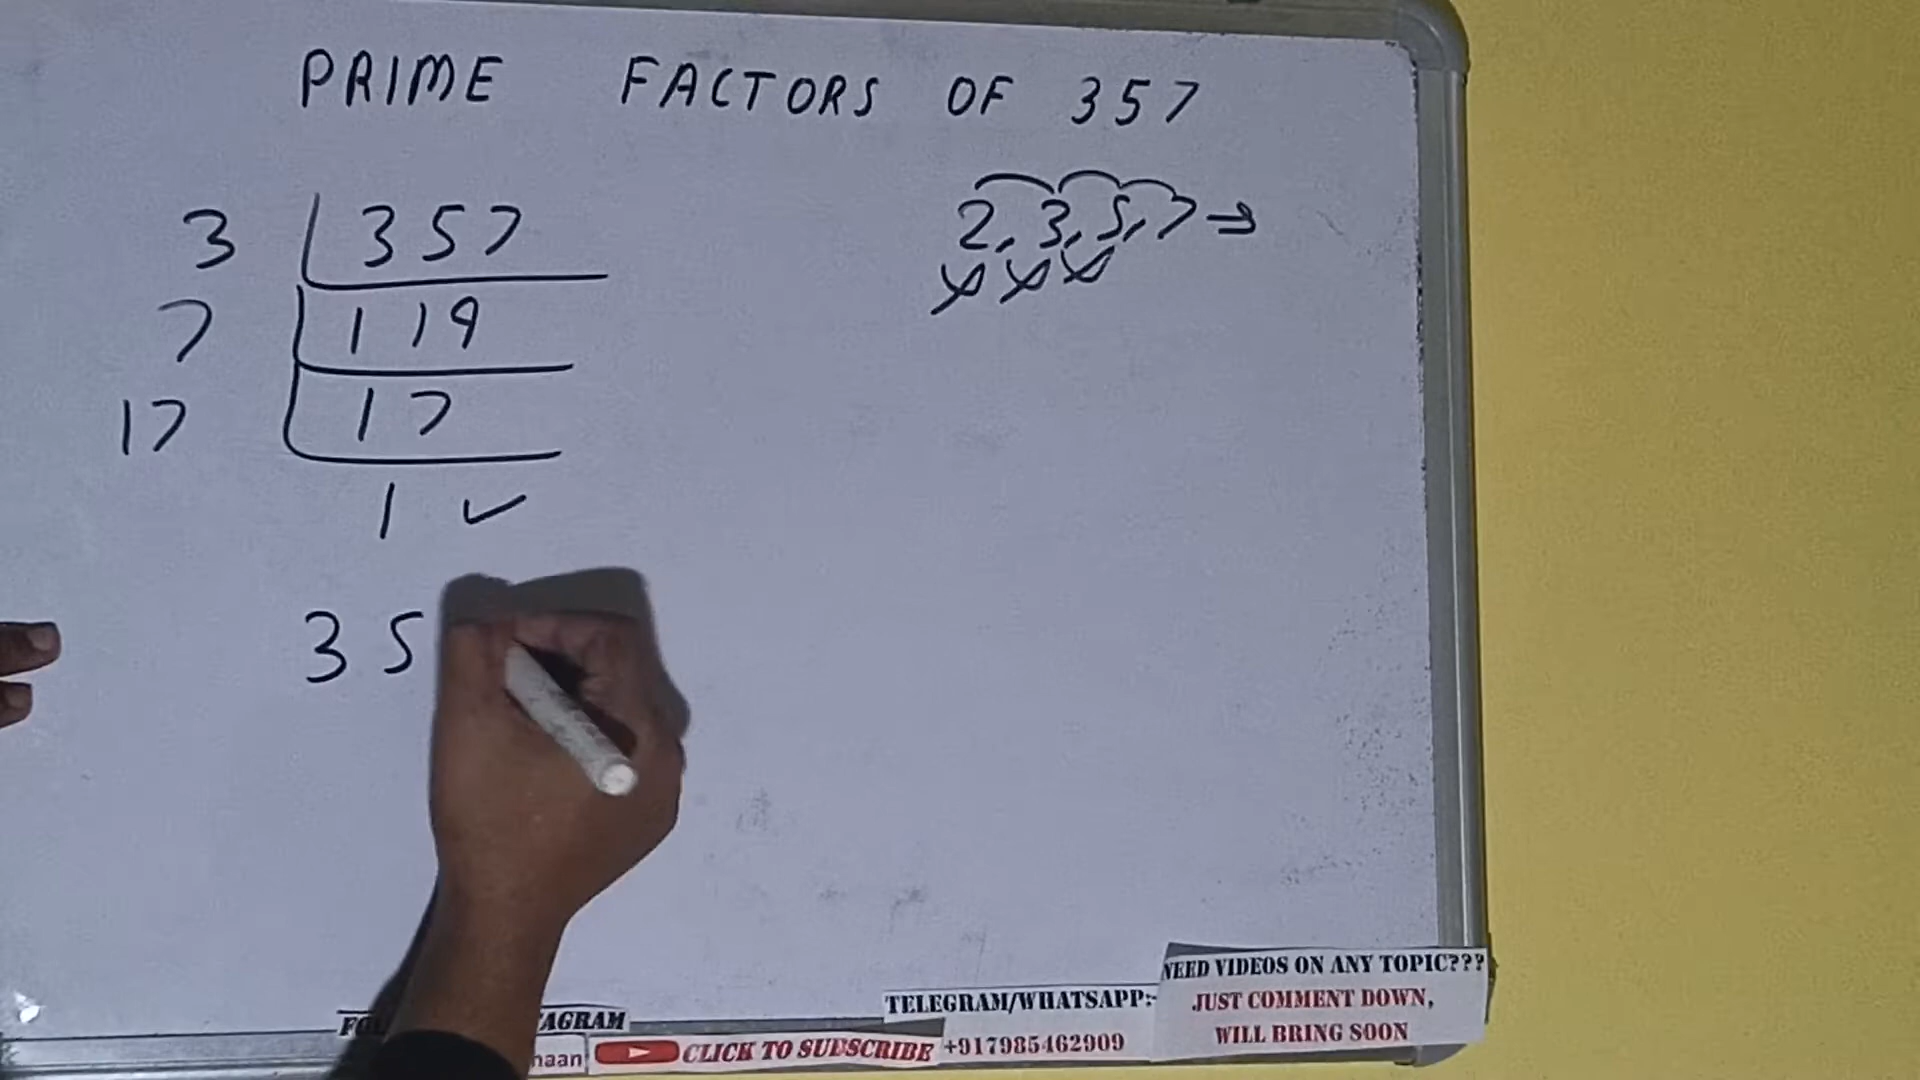 PRIME FACTORS OF 357
3 357
7 119
17 17
1 ✓
2, 3, 5, 7 →
35
TELEGRAM/WHATSAPP:-
+917985462909
NEED VIDEOS ON ANY TOPIC???
JUST COMMENT DOWN,
WILL BRING SOON
CLICK TO SUBSCRIBE